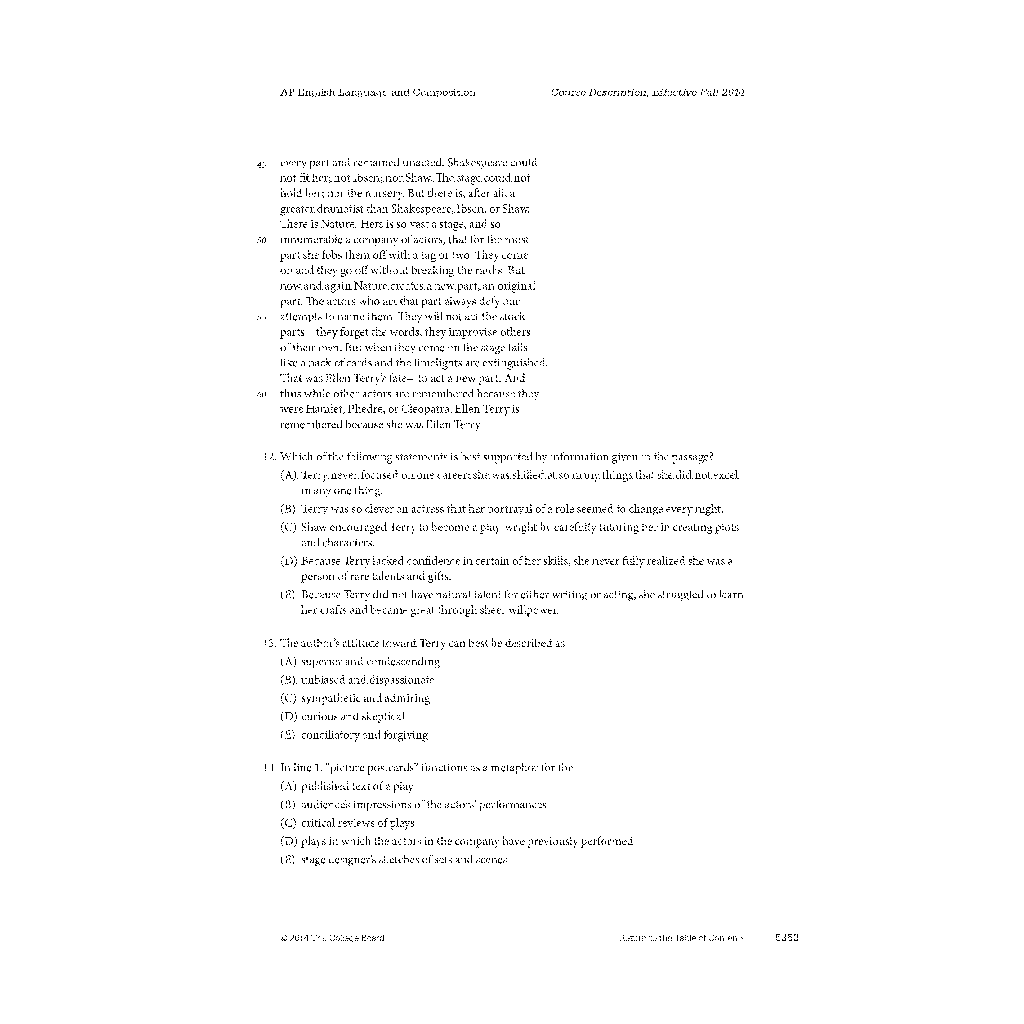 AP English Language and Composition
Course Description, Effective Fall 2014
45 every part and remained unacted. Shakespeare could
not fit her; not Ibsen; nor Shaw. The stage could not
hold her; nor the nursery. But there is, after all, a
greater dramatist than Shakespeare, Ibsen, or Shaw.
There is Nature. Hers is so vast a stage, and so
50 innumerable a company of actors, that for the most
part she fobs them off with a tag or two. They come
on and they go off without breaking the ranks. But
now and again Nature creates a new part, an original
part. The actors who act that part always defy our
55 attempts to name them. They will not act the stock
parts—they forget the words, they improvise others
of their own. But when they come on the stage falls
like a pack of cards and the limelights are extinguished.
That was Ellen Terry's fate—to act a new part. And
60 thus while other actors are remembered because they
were Hamlet, Phèdre, or Cleopatra, Ellen Terry is
remembered because she was Ellen Terry.
12. Which of the following statements is best supported by information given in the passage?
(A) Terry never focused on one career; she was skilled at so many things that she did not excel
in any one thing.
(B) Terry was so clever an actress that her portrayal of a role seemed to change every night.
(C) Shaw encouraged Terry to become a play-wright by carefully tutoring her in creating plots
and characters.
(D) Because Terry lacked confidence in certain of her skills, she never fully realized she was a
person of rare talents and gifts.
(E) Because Terry did not have natural talent for either writing or acting, she struggled to learn
her crafts and became great through sheer willpower.
13. The author's attitude toward Terry can best be described as
(A) superior and condescending
(B) unbiased and dispassionate
(C) sympathetic and admiring
(D) curious and skeptical
(E) conciliatory and forgiving
14. In line 1, "picture postcards" functions as a metaphor for the
(A) published text of a play
(B) audience's impressions of the actors' performances
(C) critical reviews of plays
(D) plays in which the actors in the company have previously performed
(E) stage designer's sketches of sets and scenes
© 2014 The College Board
Return to the Table of Contents